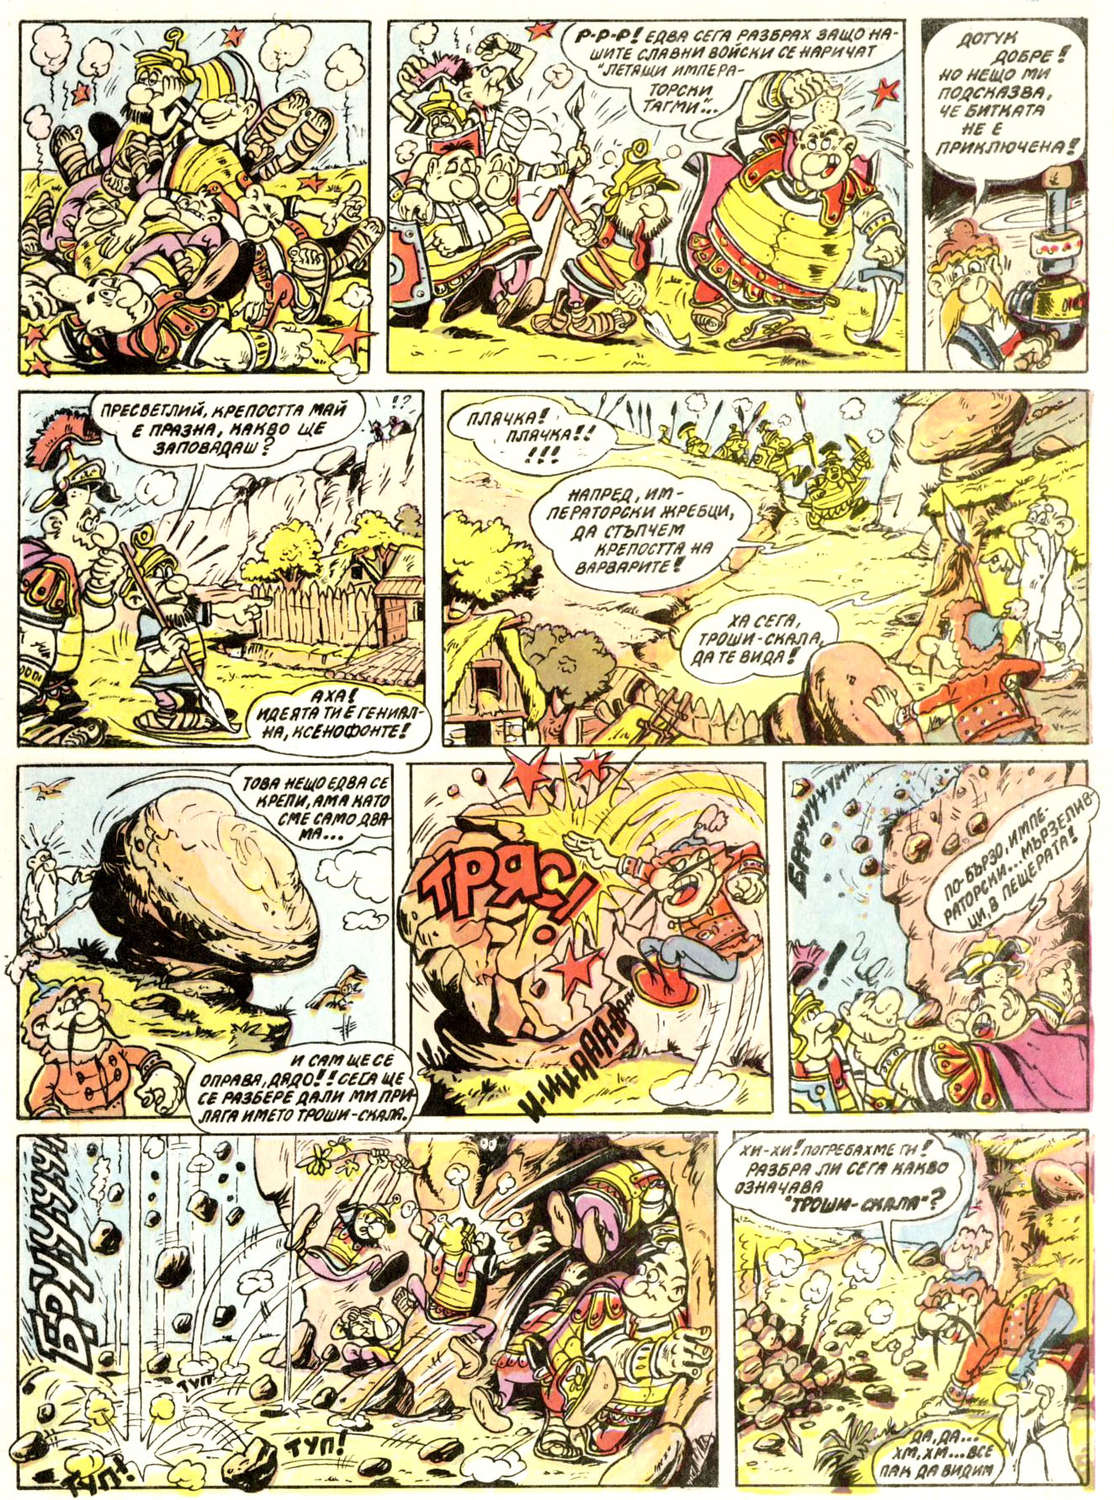 Р-Р-Р! ЕДВА СЕГА РАЗБРАХ ЗАЩО НА-
ШИТЕ СЛАВНИ ВОЙСКИ СЕ НАРИЧАТ
"ЛЕТЯЩИ ИМПЕРА-
ТОРСКИ
ТАГМИ"...
ДОТУК
ДОБРЕ!
НО НЕЩО МИ
ПОДСКАЗВА,
ЧЕ БИТКАТА
НЕ Е
ПРИКЛЮЧЕНА!
ПРЕСВЕТЛИЙ, КРЕПОСТТА МАЙ
Е ПРАЗНА, КАКВО ЩЕ
ЗАПОВЯДАШ?
!?
АХА!
ИДЕЯТА ТИ Е ГЕНИАЛ-
НА, КСЕНОФОНТЕ!
ПЛЯЧКА!
ПЛЯЧКА!!
!!!
НАПРЕД, ИМ-
ПЕРАТОРСКИ ЖРЕБЦИ,
ДА СТЪПЧЕМ
КРЕПОСТТА НА
ВАРВАРИТЕ!
ХА СЕГА,
ТРОШИ-СКАЛА,
ДА ТЕ ВИДЯ!
ТОВА НЕЩО ЕДВА СЕ
КРЕПИ, АМА КАТО
СМЕ САМО ДВА-
МА...
И САМ ЩЕ СЕ
ОПРАВЯ, ДЯДО!! СЕГА ЩЕ
СЕ РАЗБЕРЕ ДАЛИ МИ ПРИ-
ЛЯГА ИМЕТО ТРОШИ-СКАЛА.
ТРЯС!
ПО-БЪРЗО, ИМПЕ-
РАТОРСКИ...МЪРЗЕЛИВ-
ЦИ, В ПЕЩЕРАТА!
!
ТУП
ТУП!
ТУП!
ХИ-ХИ! ПОГРЕБАХМЕ ГИ!
РАЗБРА ЛИ СЕГА КАКВО
ОЗНАЧАВА
"ТРОШИ-СКАЛА"?
ДА, ДА...
ХМ, ХМ...ВСЕ
ПАК ДА ВИДИМ